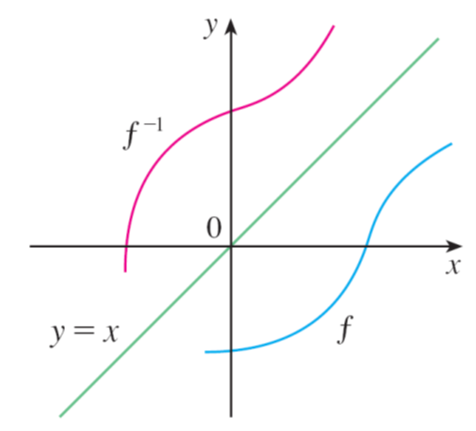 y
f⁻¹
0
x
y = x
f